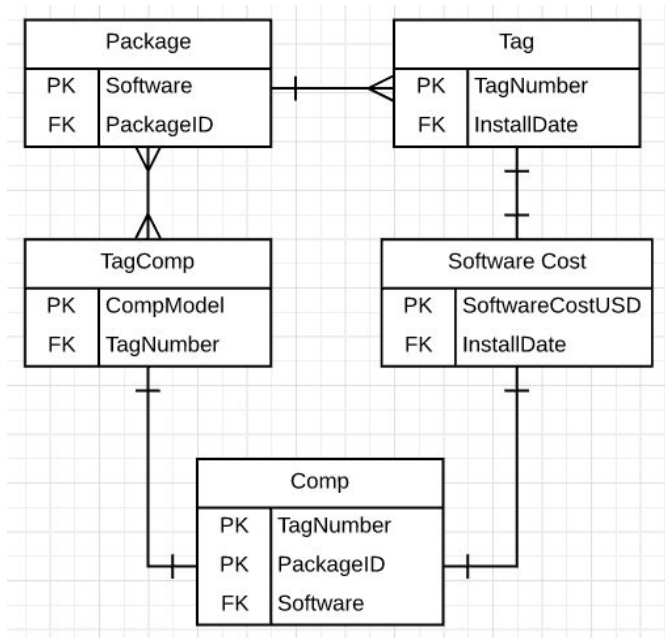 Package
PK Software
FK PackageID
Tag
PK TagNumber
FK InstallDate
TagComp
PK CompModel
FK TagNumber
Software Cost
PK SoftwareCostUSD
FK InstallDate
Comp
PK TagNumber
PK PackageID
FK Software